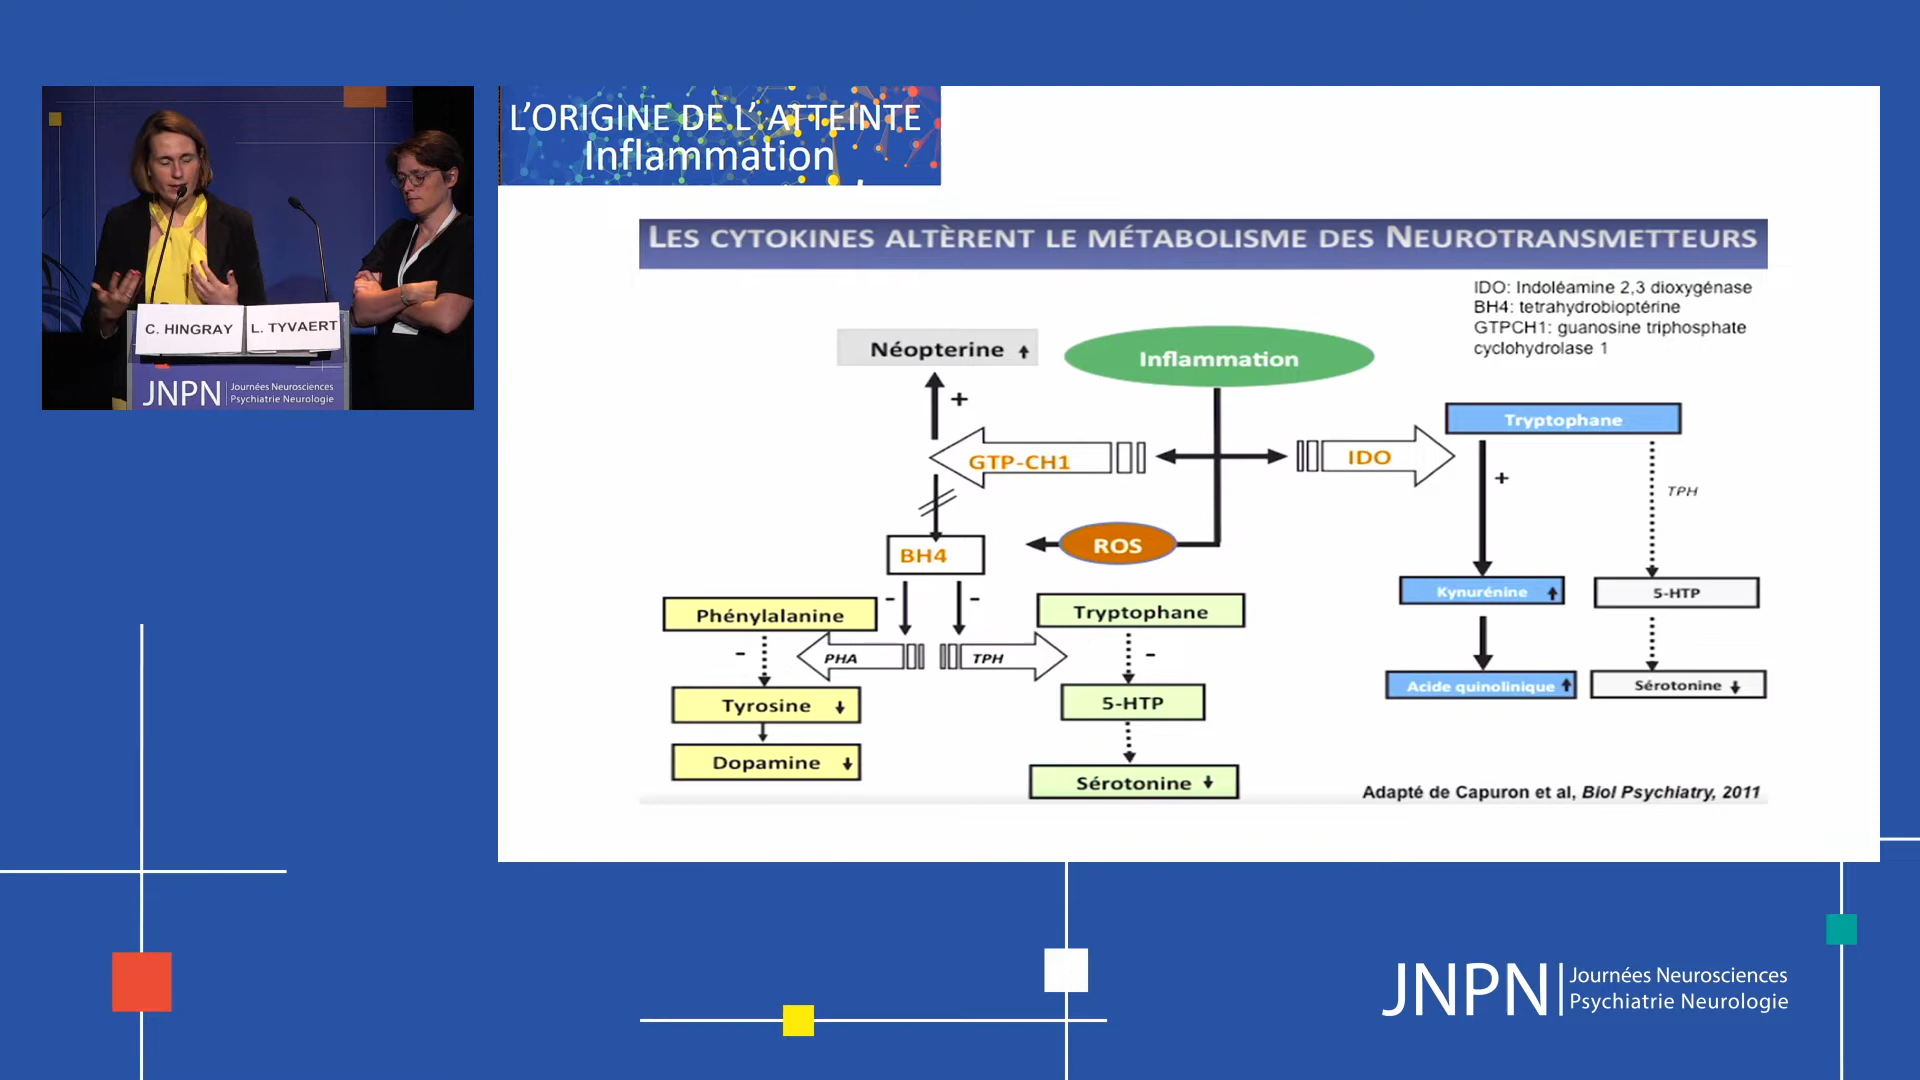 L'ORIGINE DE L' ATTEINTE
Inflammation
LES CYTOKINES ALTÈRENT LE MÉTABOLISME DES NEUROTRANSMETTEURS
IDO: Indoléamine 2,3 dioxygénase
BH4: tetrahydrobioptérine
GTPCH1: guanosine triphosphate
cyclohydrolase 1
Néopterine
Inflammation
+
Tryptophane
GTP-CH1
IDO
+
TPH
ROS
BH4
Kynurénine
5-HTP
Phénylalanine
-
-
Tryptophane
-
PHA
TPH
-
Acide quinolinique
Sérotonine
Tyrosine
5-HTP
Dopamine
Sérotonine
Adapté de Capuron et al, Biol Psychiatry, 2011
C. HINGRAY
L. TYVAERT
JNPN Journées Neurosciences
Psychiatrie Neurologie
JNPN Journées Neurosciences
Psychiatrie Neurologie